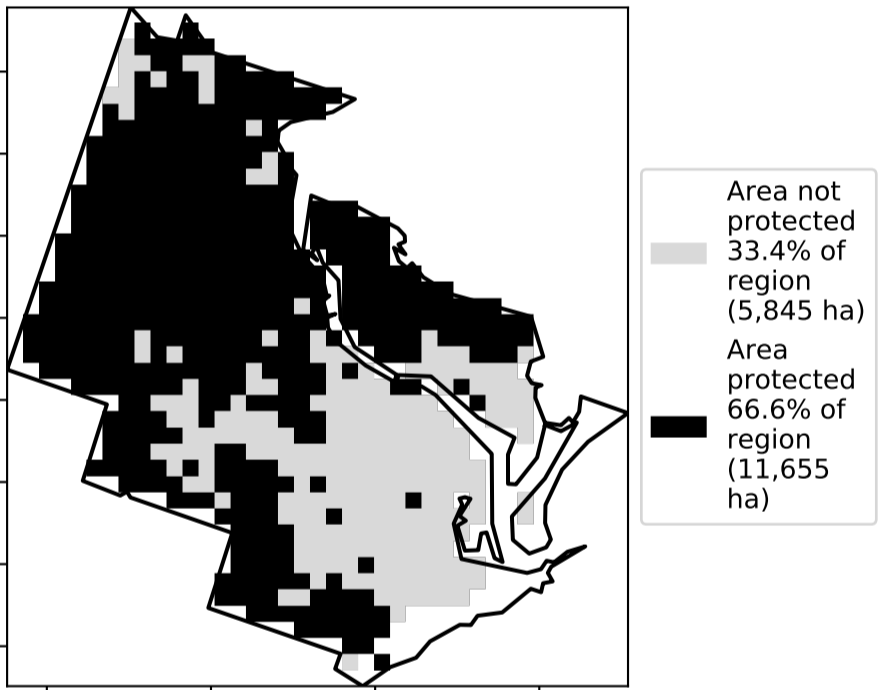 Area not
protected
33.4% of
region
(5,845 ha)
Area
protected
66.6% of
region
(11,655
ha)